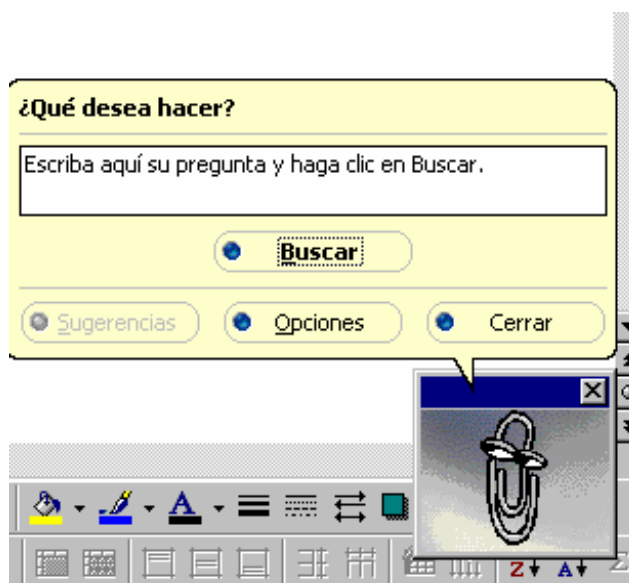 ¿Qué desea hacer?
Escriba aquí su pregunta y haga clic en Buscar.
Buscar
Sugerencias Opciones Cerrar
A
Z A